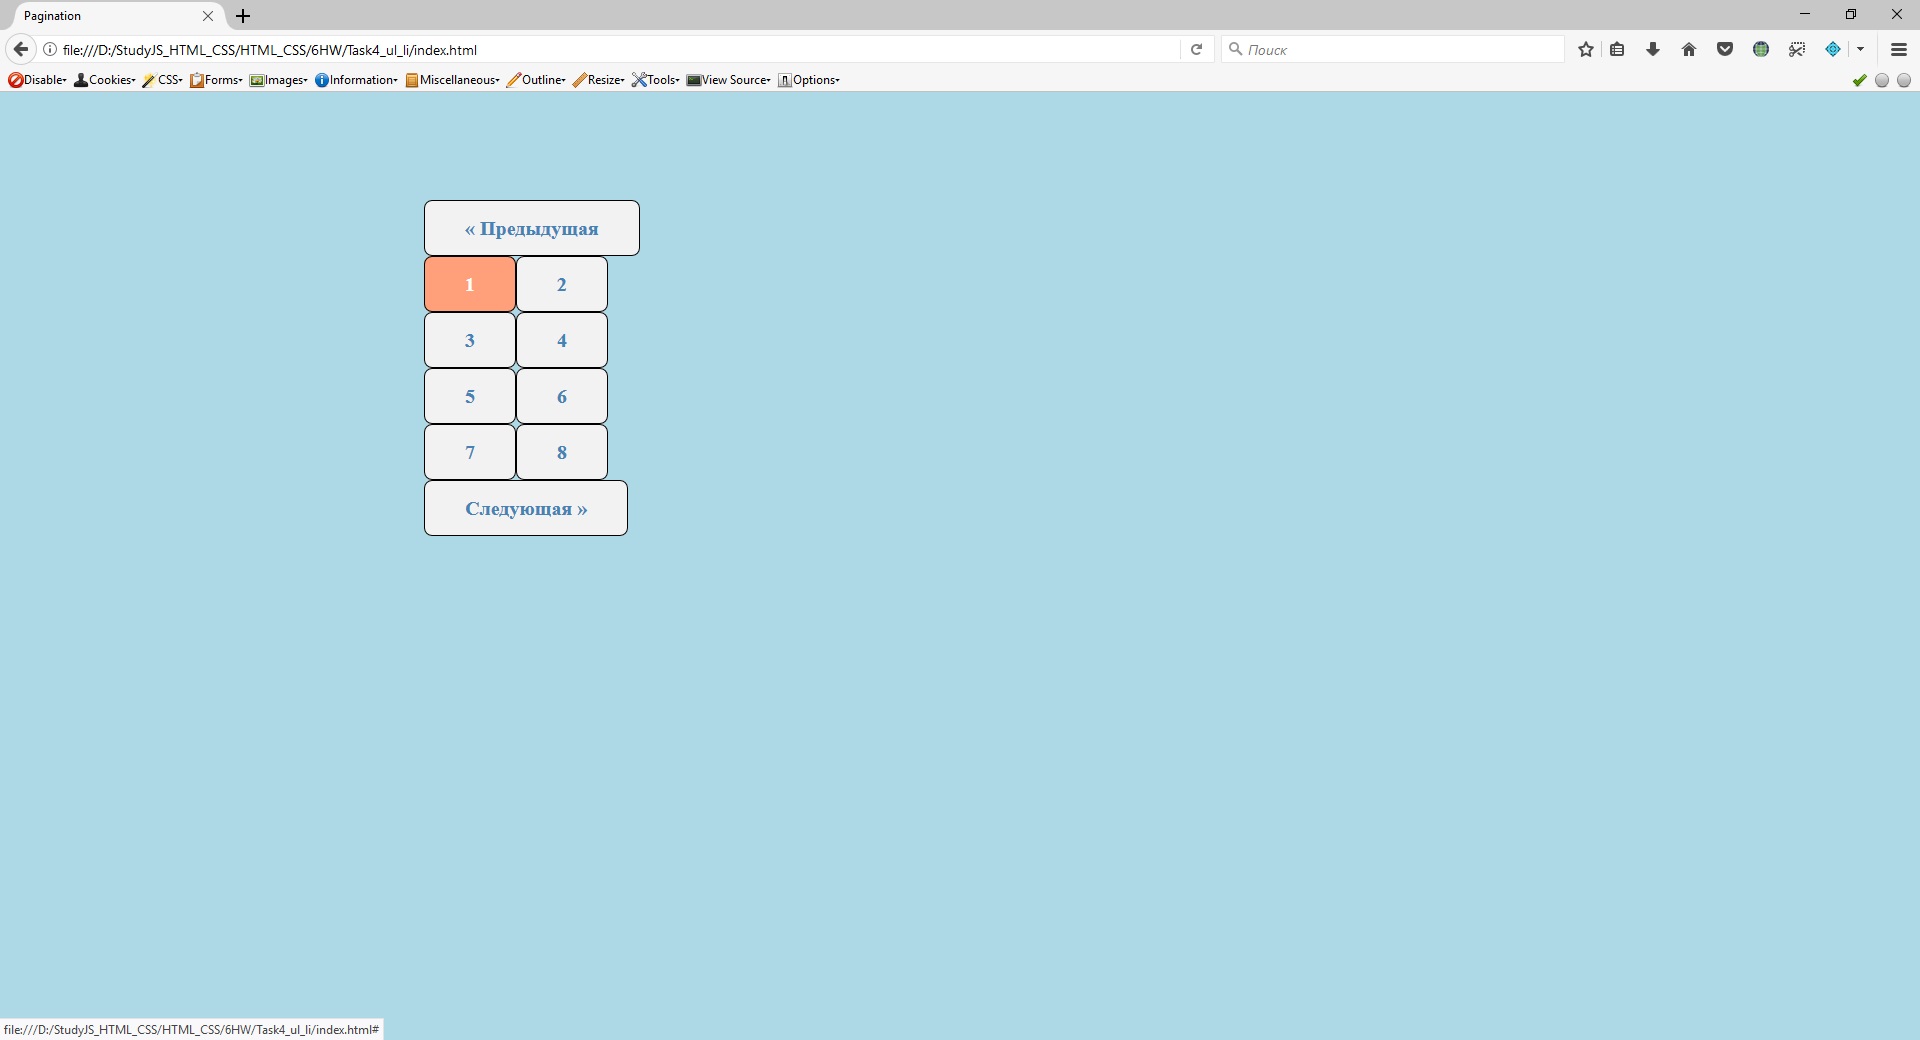 Pagination
file:///D:/StudyJS_HTML_CSS/HTML_CSS/6HW/Task4_ul_li/index.html
Поиск
Disable Cookies CSS Forms Images Information Miscellaneous Outline Resize Tools View Source Options
« Предыдущая
1 2
3 4
5 6
7 8
Следующая »
file:///D:/StudyJS_HTML_CSS/HTML_CSS/6HW/Task4_ul_li/index.html#